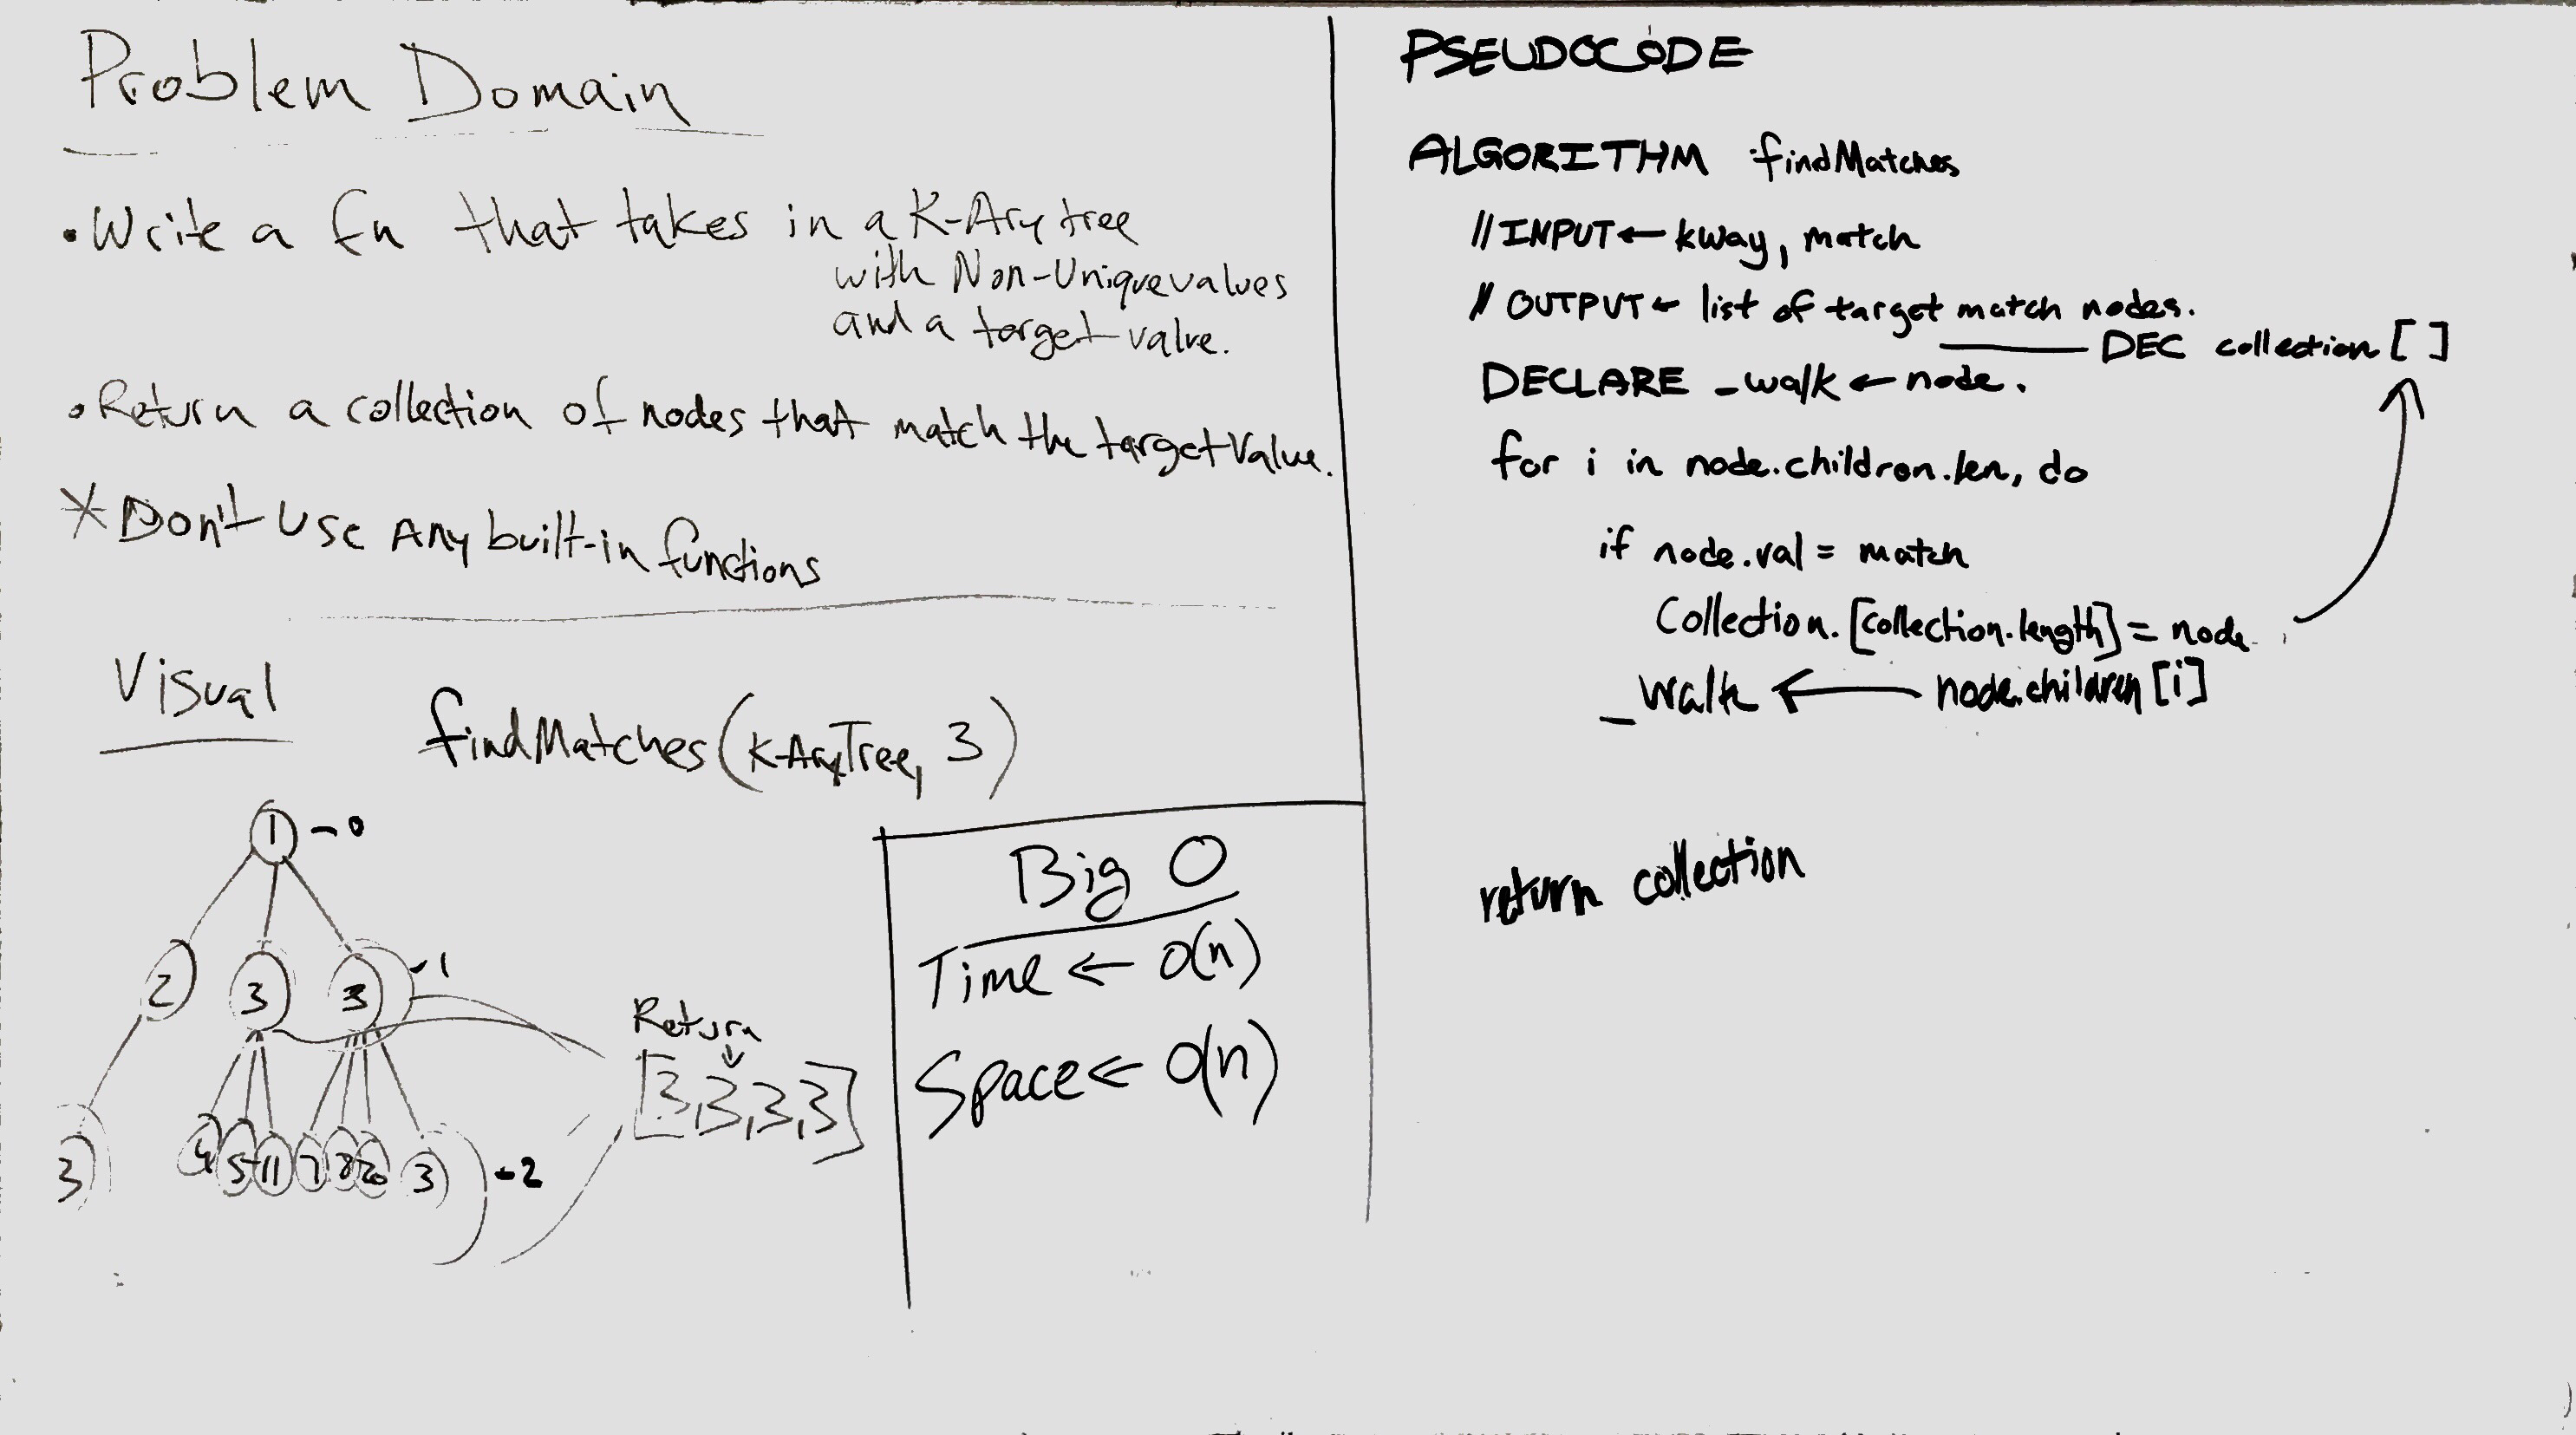 Problem Domain
• Write a fn that takes in a K-Ary tree
with Non-Unique values
and a target value.
• Return a collection of nodes that match the target Value.
* Don't Use Any built-in functions
Visual
findMatches(K-AryTree, 3)
1 - 0
2 3 3 - 1
3 4 5 11 7 8 20 3 - 2
Return
↓
[3,3,3,3]
Big O
Time ← O(n)
Space ← O(n)
PSEUDOCODE
ALGORITHM findMatches
// INPUT ← kway, match
// OUTPUT ← list of target match nodes.
DEC collection [ ]
DECLARE _walk ← node.
for i in node.children.len, do
if node.val = match
Collection.[collection.length] = node
_walk ← node.children [i]
return collection